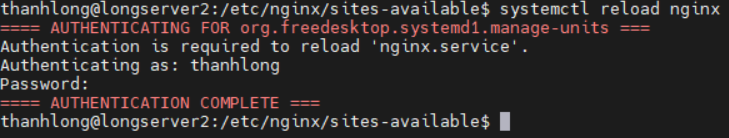 thanhlong@longserver2:/etc/nginx/sites-available$ systemctl reload nginx
==== AUTHENTICATING FOR org.freedesktop.systemd1.manage-units ===
Authentication is required to reload 'nginx.service'.
Authenticating as: thanhlong
Password:
==== AUTHENTICATION COMPLETE ===
thanhlong@longserver2:/etc/nginx/sites-available$